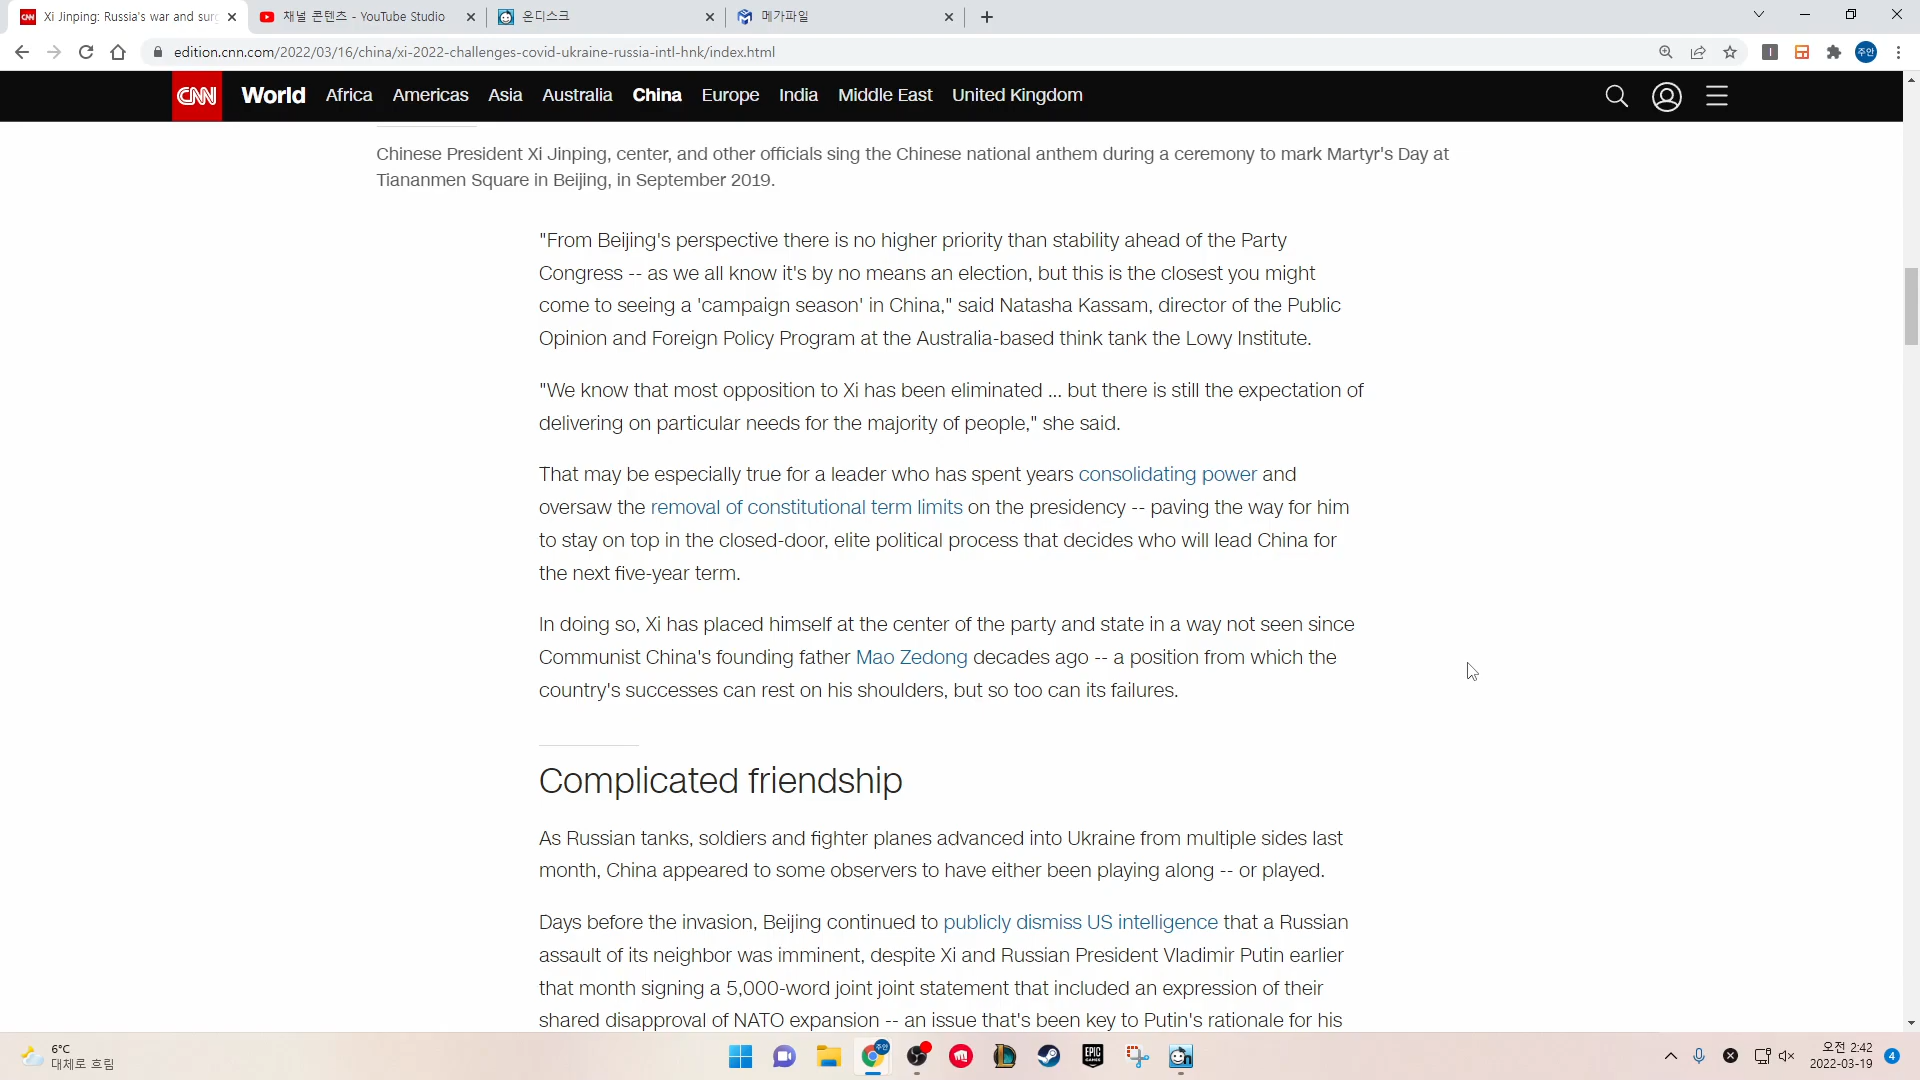 Xi Jinping: Russia's war and sur
채널 콘텐츠 - YouTube Studio
온디스크
메가파일
edition.cnn.com/2022/03/16/china/xi-2022-challenges-covid-ukraine-russia-intl-hnk/index.html
주안
CNN World Africa Americas Asia Australia China Europe India Middle East United Kingdom
Chinese President Xi Jinping, center, and other officials sing the Chinese national anthem during a ceremony to mark Martyr's Day at
Tiananmen Square in Beijing, in September 2019.
"From Beijing's perspective there is no higher priority than stability ahead of the Party
Congress -- as we all know it's by no means an election, but this is the closest you might
come to seeing a 'campaign season' in China," said Natasha Kassam, director of the Public
Opinion and Foreign Policy Program at the Australia-based think tank the Lowy Institute.
"We know that most opposition to Xi has been eliminated ... but there is still the expectation of
delivering on particular needs for the majority of people," she said.
That may be especially true for a leader who has spent years consolidating power and
oversaw the removal of constitutional term limits on the presidency -- paving the way for him
to stay on top in the closed-door, elite political process that decides who will lead China for
the next five-year term.
In doing so, Xi has placed himself at the center of the party and state in a way not seen since
Communist China's founding father Mao Zedong decades ago -- a position from which the
country's successes can rest on his shoulders, but so too can its failures.
Complicated friendship
As Russian tanks, soldiers and fighter planes advanced into Ukraine from multiple sides last
month, China appeared to some observers to have either been playing along -- or played.
Days before the invasion, Beijing continued to publicly dismiss US intelligence that a Russian
assault of its neighbor was imminent, despite Xi and Russian President Vladimir Putin earlier
that month signing a 5,000-word joint joint statement that included an expression of their
shared disapproval of NATO expansion -- an issue that's been key to Putin's rationale for his
6°C
대체로 흐림
주안
EPIC
GAMES
오전 2:42
2022-03-19
4